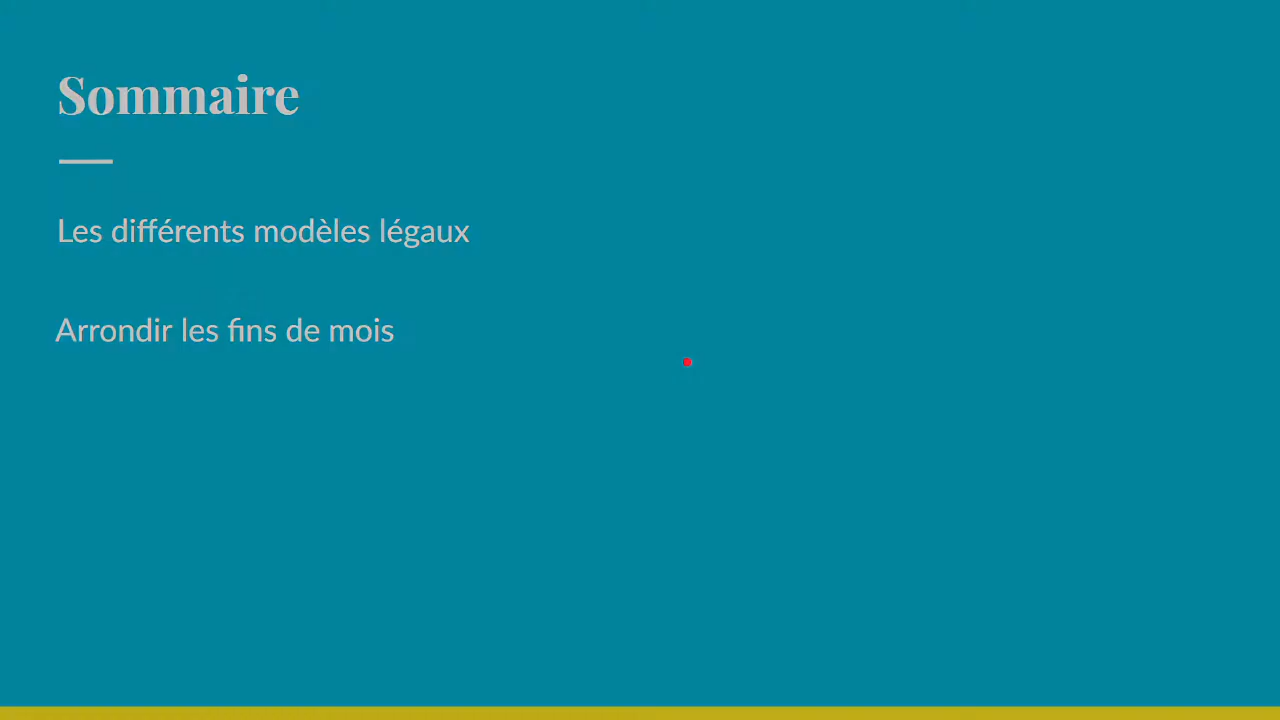 Sommaire
Les différents modèles légaux
Arrondir les fins de mois